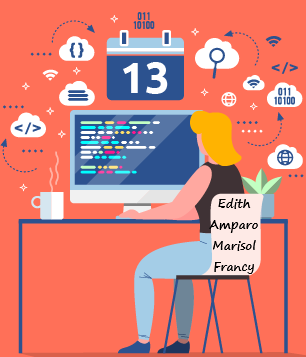 011
10100
{}
13
</>
</>
011
10100
Edith
Amparo
Marisol
Francy